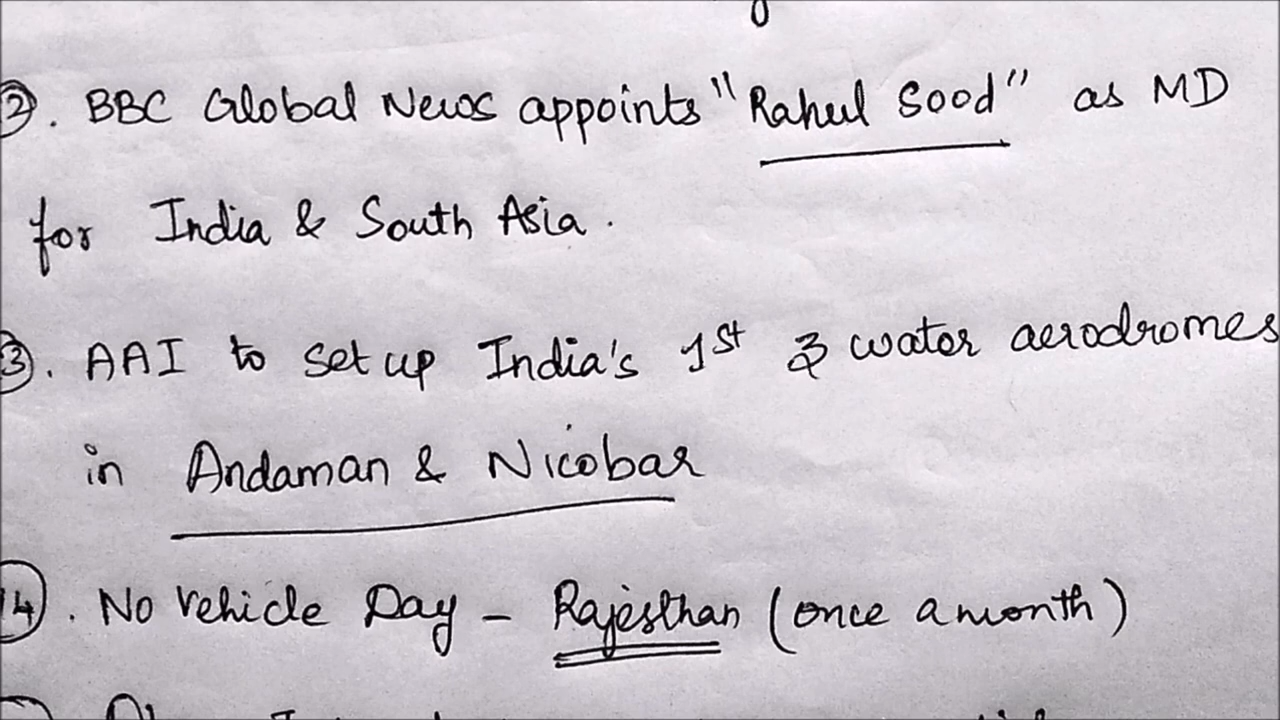 2. BBC Global News appoints "Rahul Sood" as MD
for India & South Asia.
3. AAI to set up India's 1st 3 water aerodromes
in Andaman & Nicobar
14. No Vehicle Day - Rajesthan (once a month)